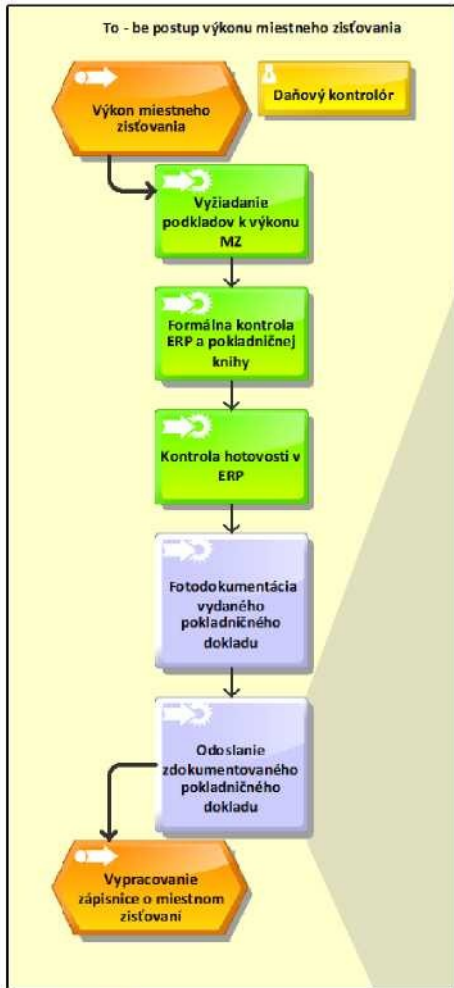 To - be postup výkonu miestneho zisťovania
Výkon miestneho
zisťovania
Daňový kontrolór
Vyžiadanie
podkladov k výkonu
MZ
Formálna kontrola
ERP a pokladničnej
knihy
Kontrola hotovosti v
ERP
Fotodokumentácia
vydaného
pokladničného
dokladu
Odoslanie
zdokumentovaného
pokladničného
dokladu
Vypracovanie
zápisnice o miestnom
zisťovaní